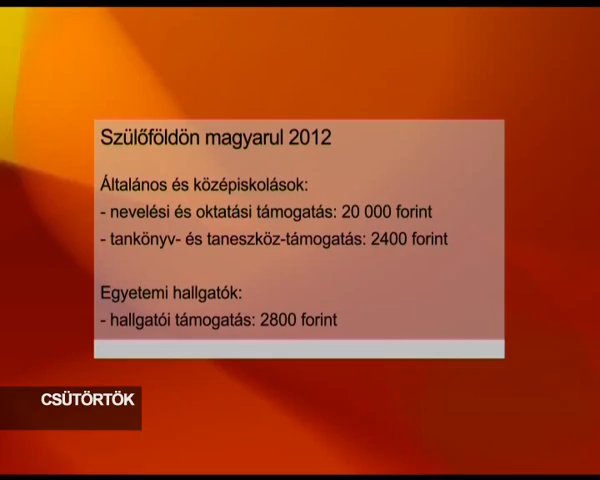 Szülőföldön magyarul 2012
Általános és középiskolások:
- nevelési és oktatási támogatás: 20 000 forint
- tankönyv- és taneszköz-támogatás: 2400 forint
Egyetemi hallgatók:
- hallgatói támogatás: 2800 forint
CSÜTÖRTÖK